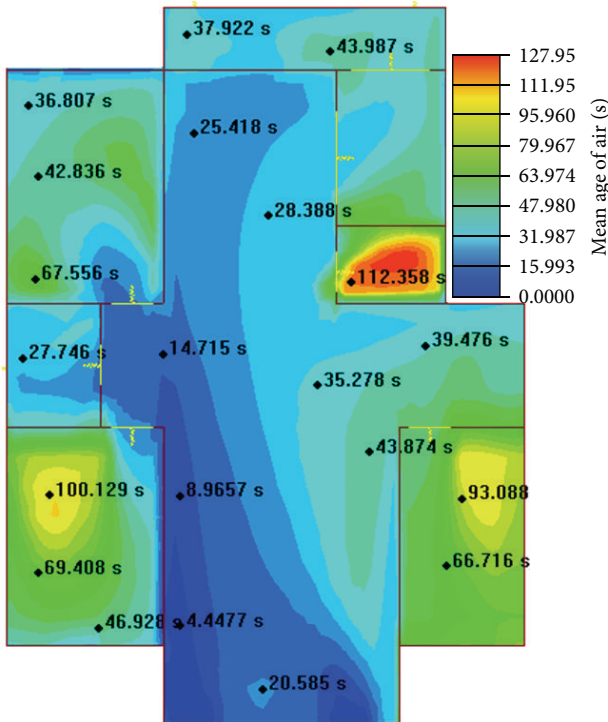 37.922 s
43.987 s
36.807 s
25.418 s
42.836 s
28.388 s
67.556 s
112.358 s
27.746 s
14.715 s
39.476 s
35.278 s
43.874 s
100.129 s
8.9657 s
93.088
69.408 s
66.716 s
46.928 s
4.4477 s
20.585 s
127.95
111.95
95.960
79.967
63.974
47.980
31.987
15.993
0.0000
Mean age of air (s)